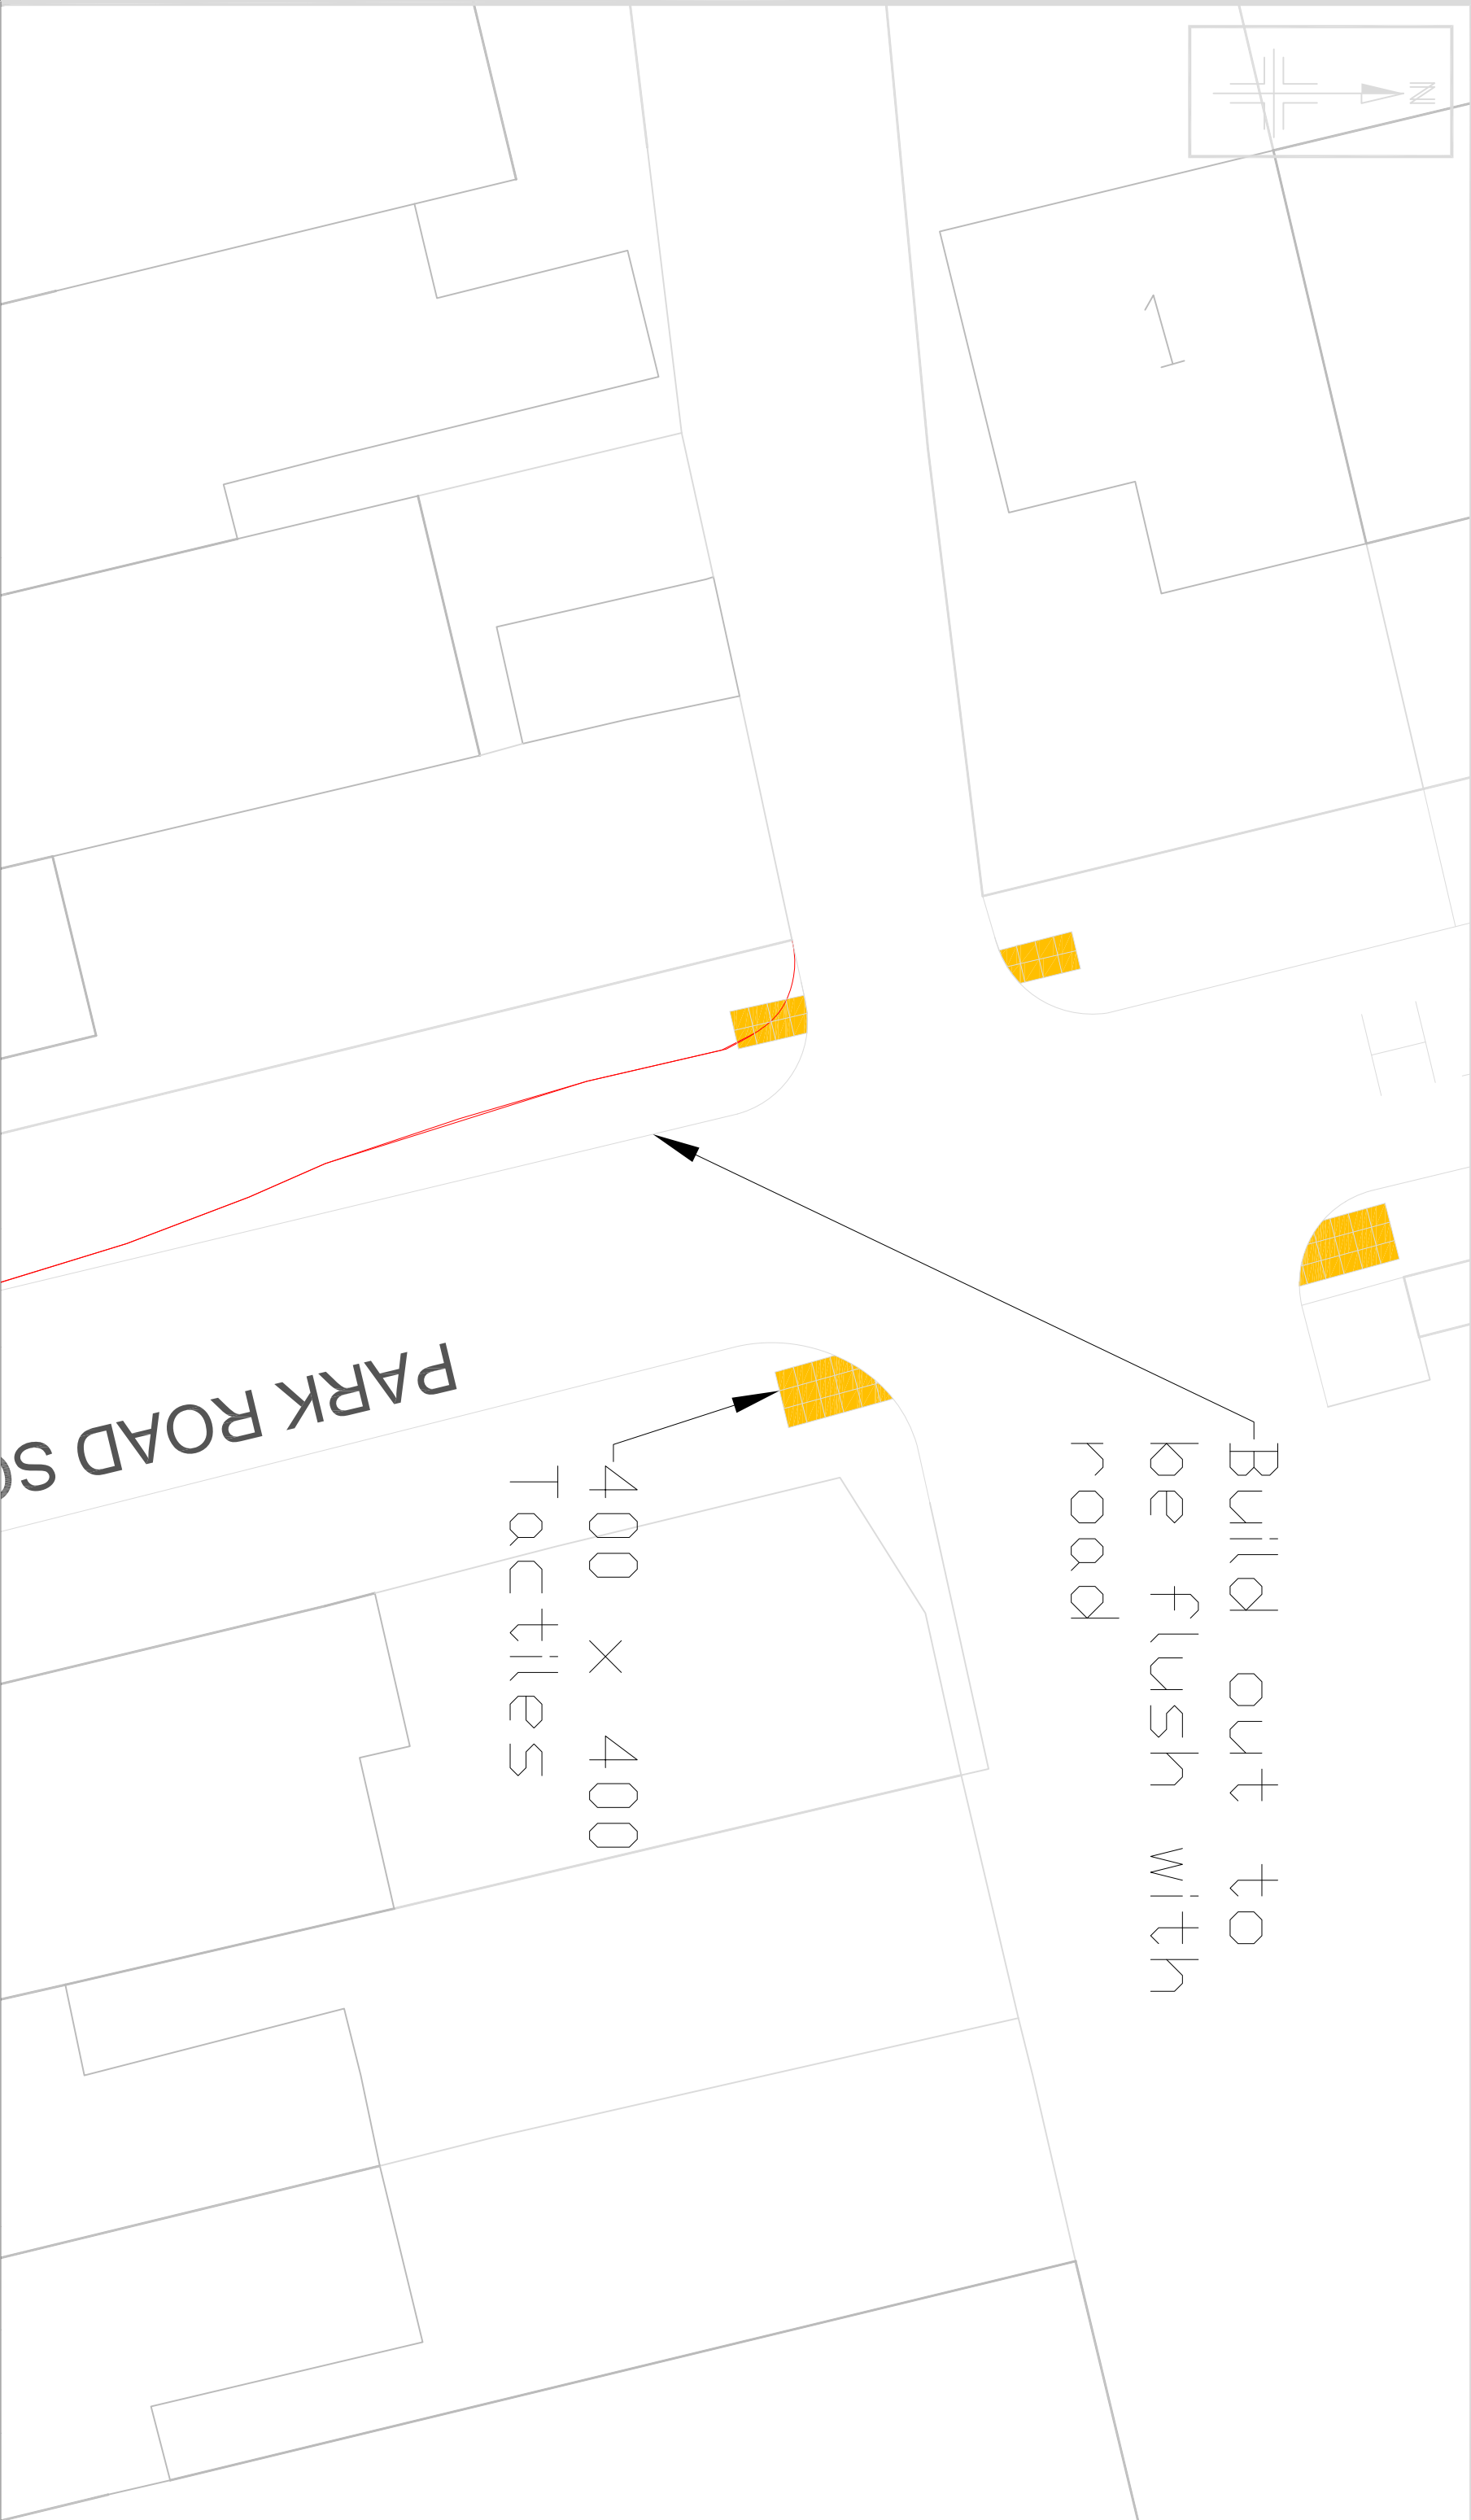 N
1
Build out to
be flush with
road
400 x 400
Tactiles
PARK ROAD